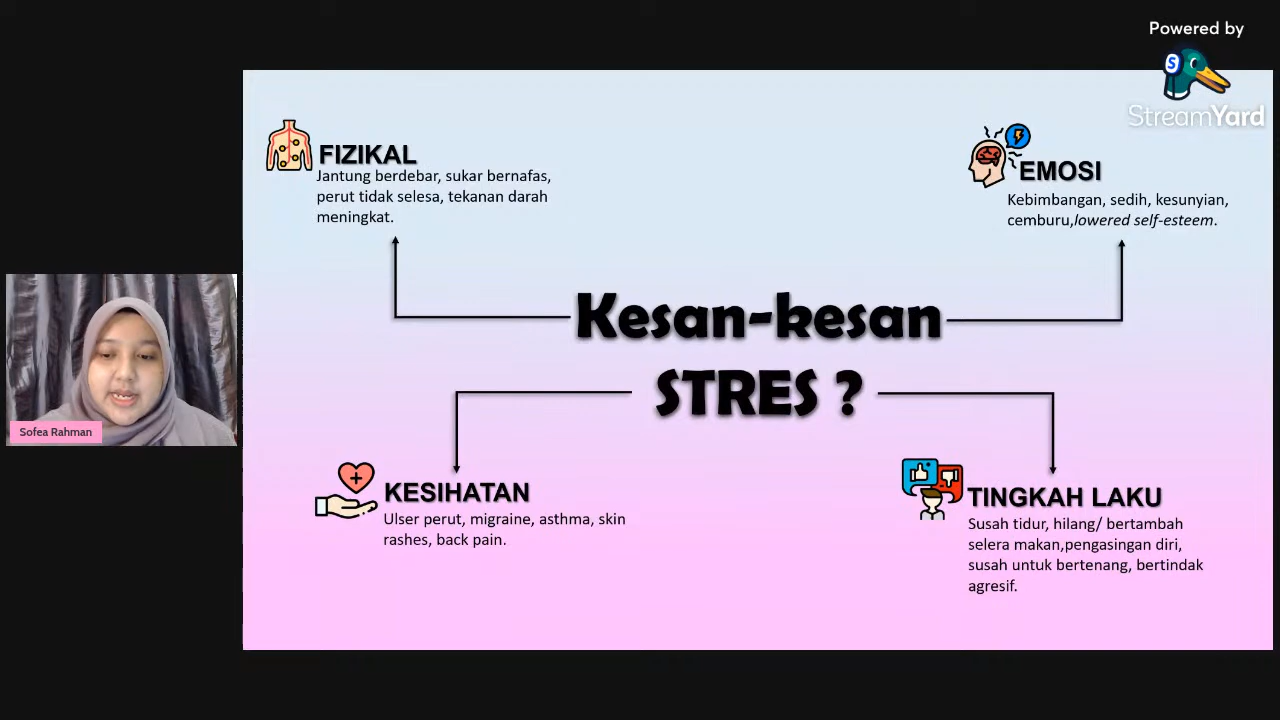 Powered by
StreamYard
FIZIKAL
Jantung berdebar, sukar bernafas,
perut tidak selesa, tekanan darah
meningkat.
EMOSI
Kebimbangan, sedih, kesunyian,
cemburu,lowered self-esteem.
Kesan-kesan
STRES ?
Sofea Rahman
KESIHATAN
Ulser perut, migraine, asthma, skin
rashes, back pain.
TINGKAH LAKU
Susah tidur, hilang/ bertambah
selera makan,pengasingan diri,
susah untuk bertenang, bertindak
agresif.